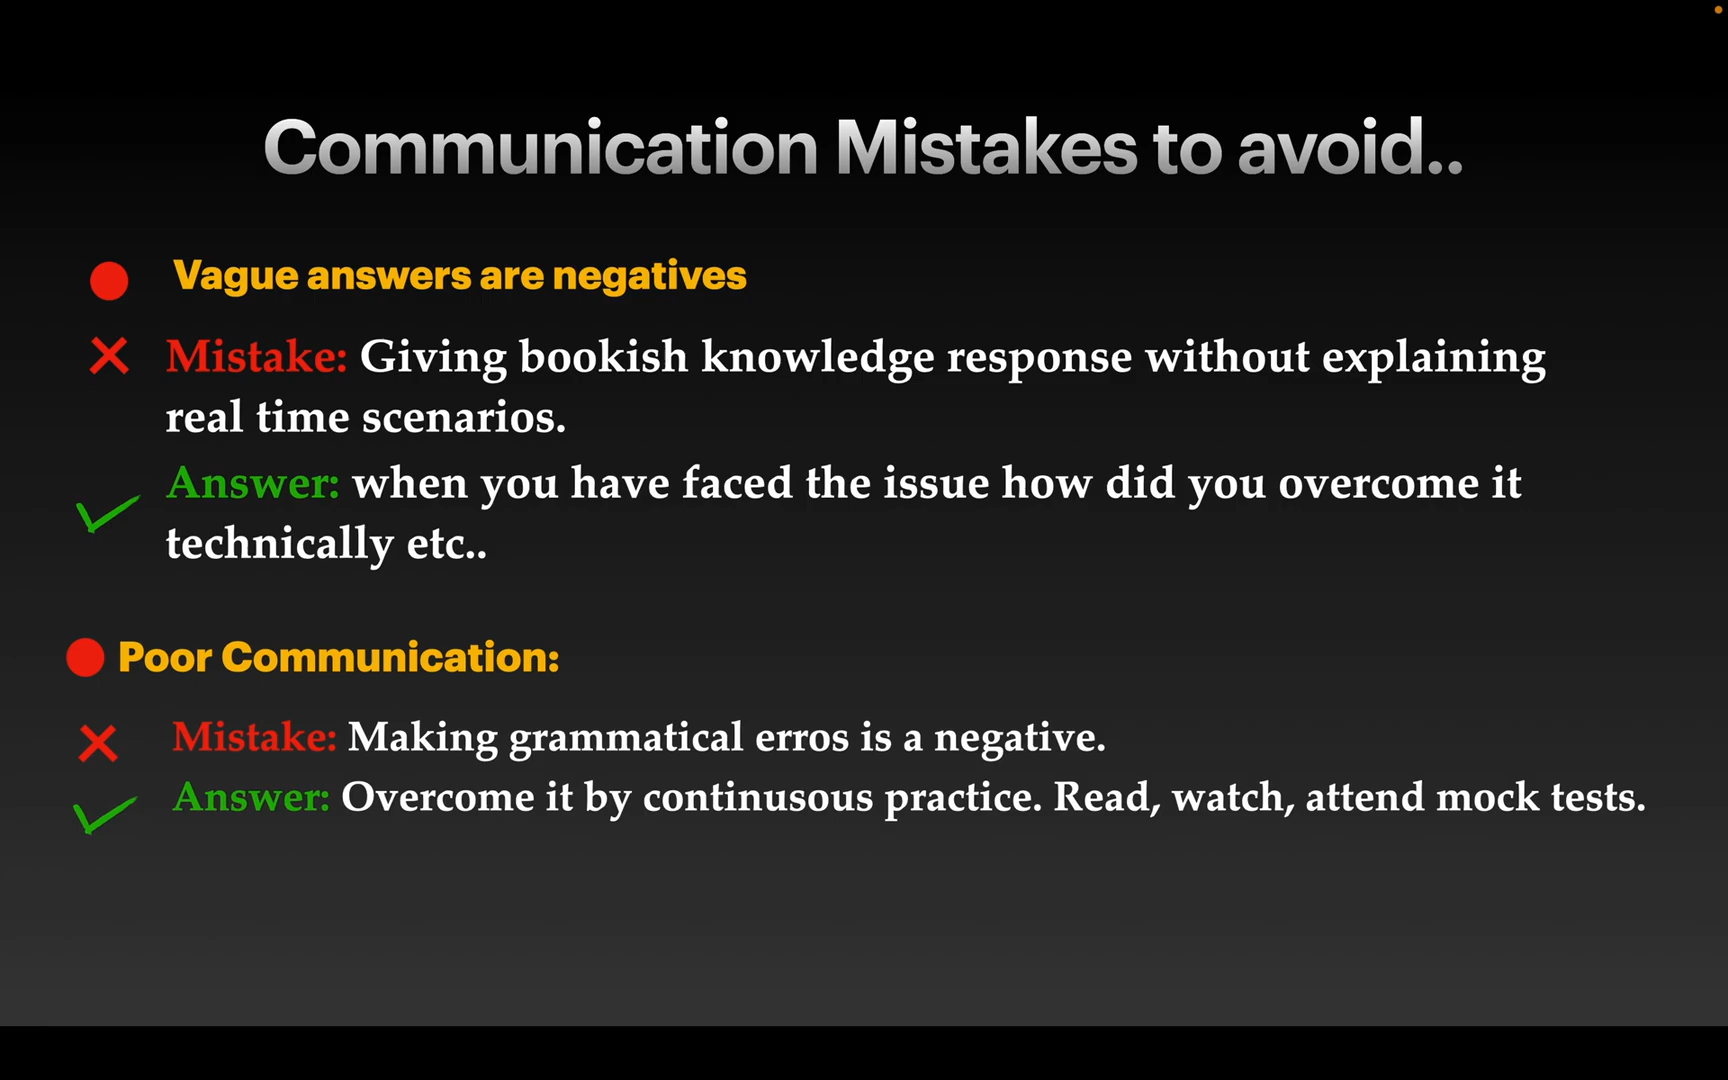 Communication Mistakes to avoid..
Vague answers are negatives
Mistake: Giving bookish knowledge response without explaining
real time scenarios.
Answer: when you have faced the issue how did you overcome it
technically etc..
Poor Communication:
Mistake: Making grammatical erros is a negative.
Answer: Overcome it by continusous practice. Read, watch, attend mock tests.